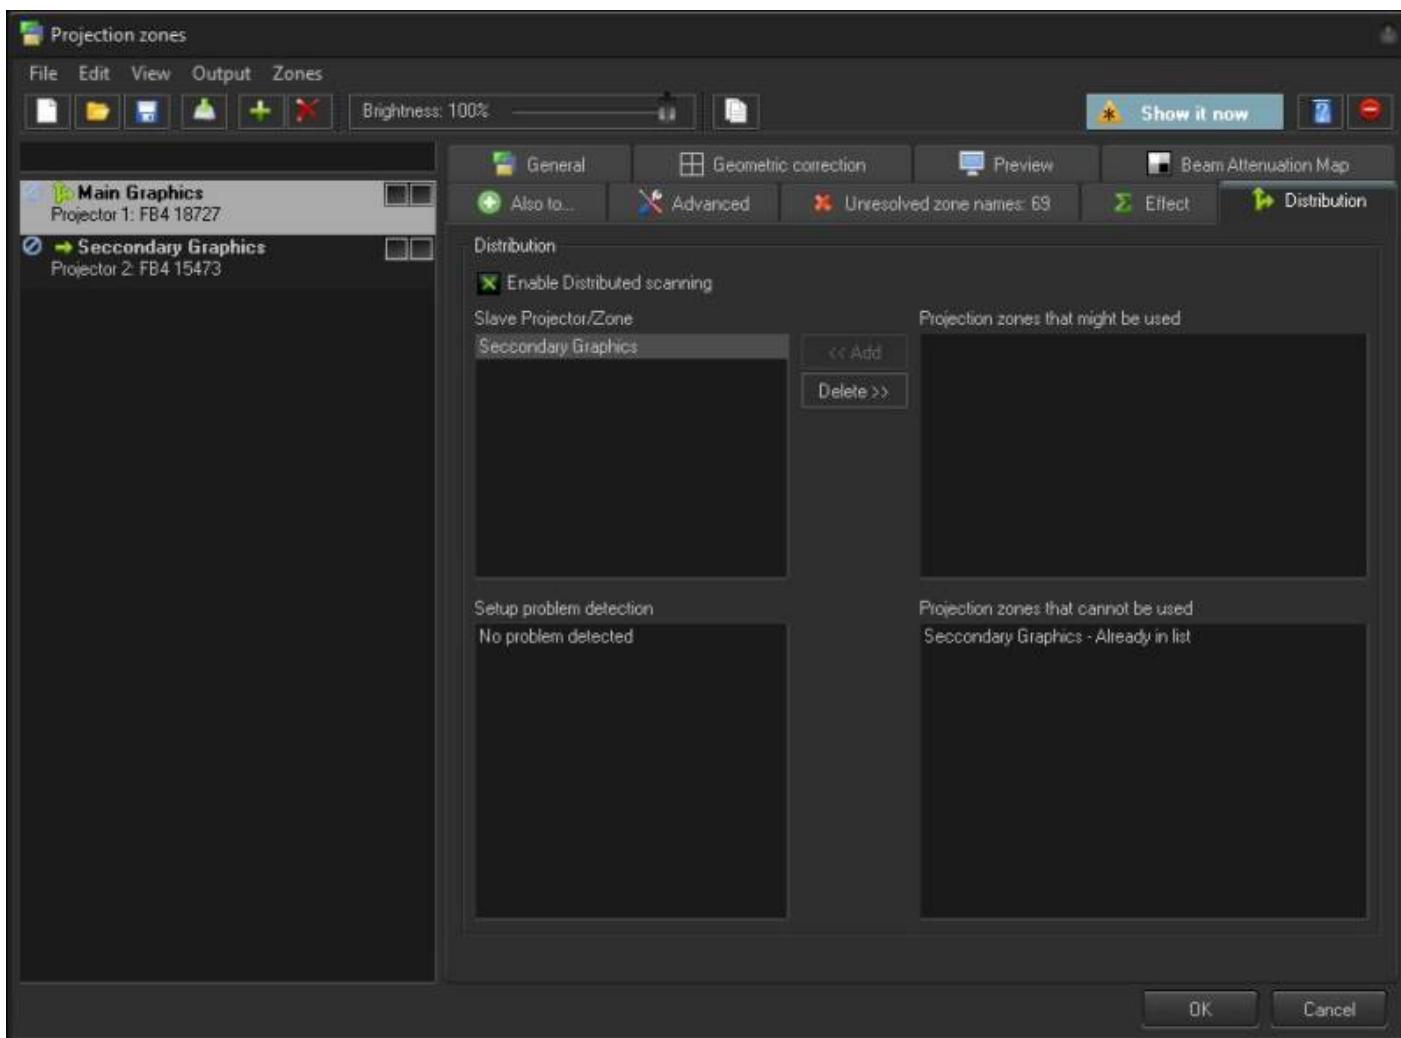 Projection zones
File Edit View Output Zones
Brightness: 100%
Show it now
General
Geometric correction
Preview
Beam Attenuation Map
Main Graphics
Projector 1: FB4 18727
Also to...
Advanced
Unresolved zone names: 69
Effect
Distribution
Seccondary Graphics
Projector 2: FB4 15473
Distribution
Enable Distributed scanning
Slave Projector/Zone
Projection zones that might be used
Seccondary Graphics
<< Add
Delete >>
Setup problem detection
Projection zones that cannot be used
No problem detected
Seccondary Graphics - Already in list
OK
Cancel